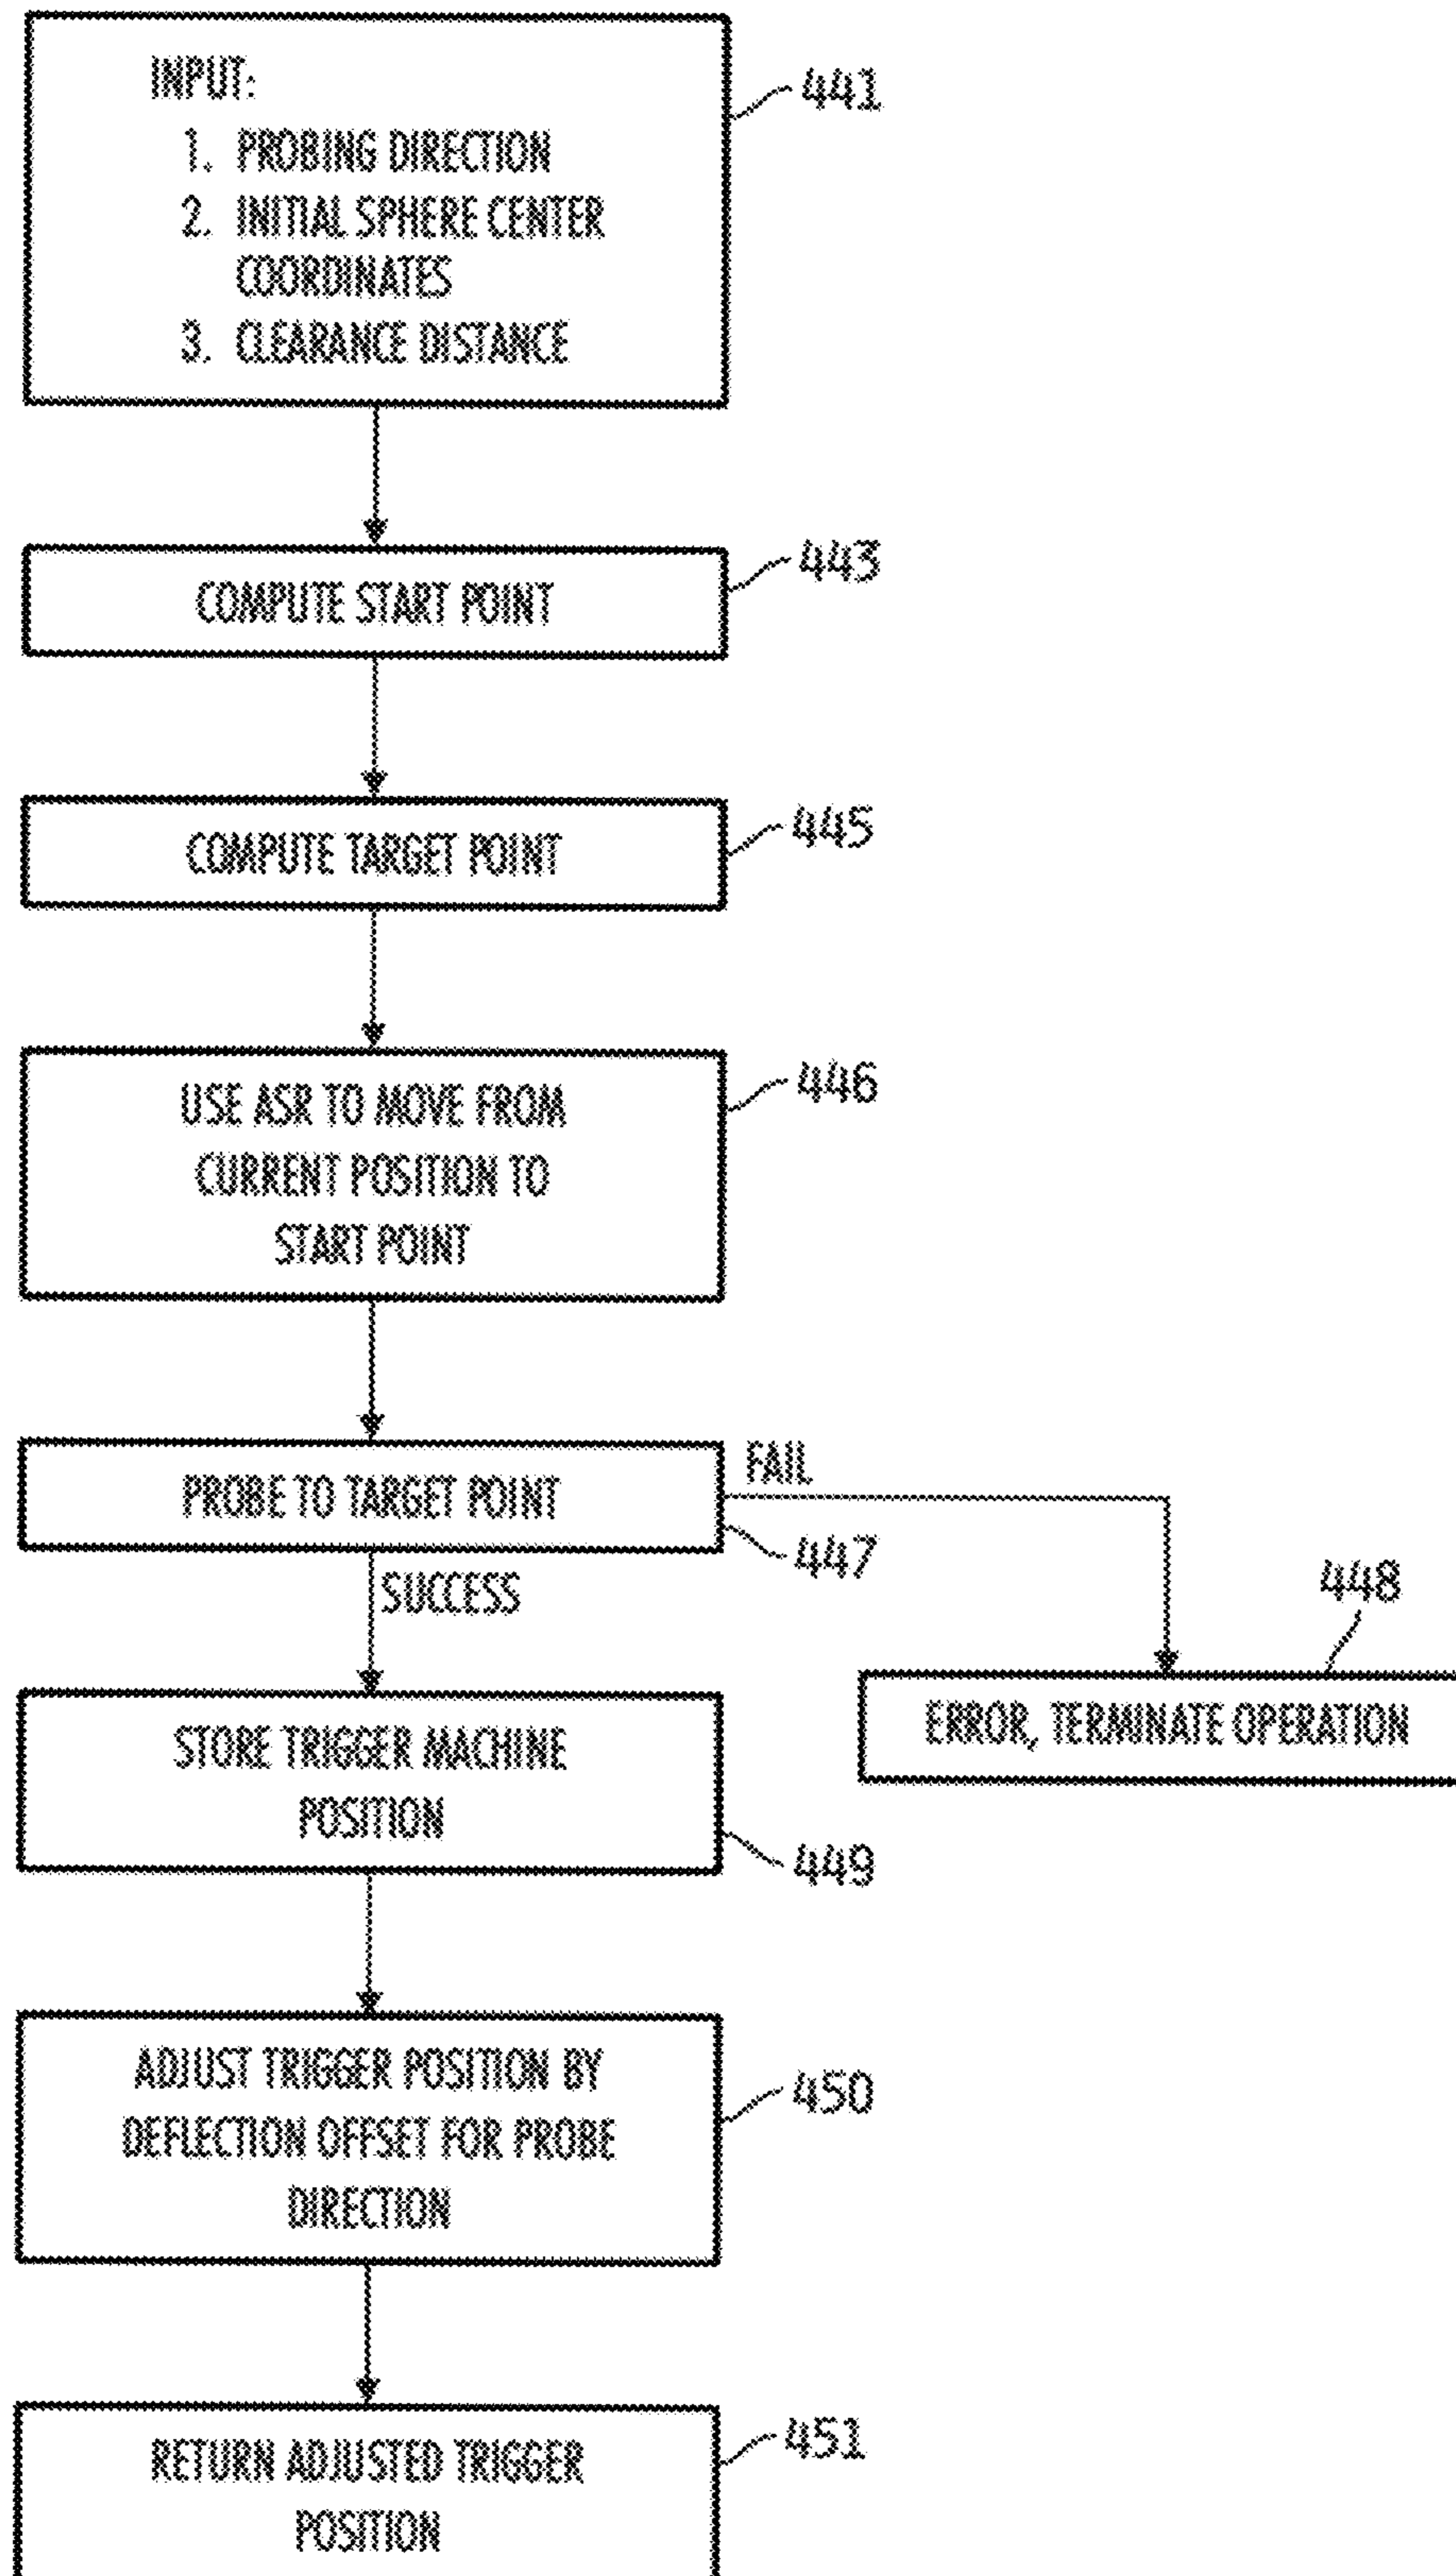 INPUT:
1. PROBING DIRECTION
2. INITIAL SPHERE CENTER
COORDINATES
3. CLEARANCE DISTANCE
441
COMPUTE START POINT
443
COMPUTE TARGET POINT
445
USE ASR TO MOVE FROM
CURRENT POSITION TO
START POINT
446
PROBE TO TARGET POINT
FAIL
447
SUCCESS
448
ERROR, TERMINATE OPERATION
STORE TRIGGER MACHINE
POSITION
449
ADJUST TRIGGER POSITION BY
DEFLECTION OFFSET FOR PROBE
DIRECTION
450
RETURN ADJUSTED TRIGGER
POSITION
451